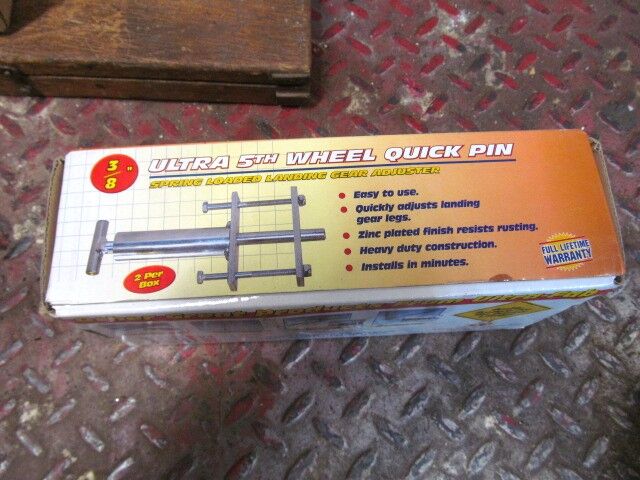 3/8"
ULTRA 5TH WHEEL QUICK PIN
SPRING LOADED LANDING GEAR ADJUSTER
• Easy to use.
• Quickly adjusts landing
gear legs.
• Zinc plated finish resists rusting.
• Heavy duty construction.
• Installs in minutes.
2 Per
Box
FULL LIFETIME
WARRANTY